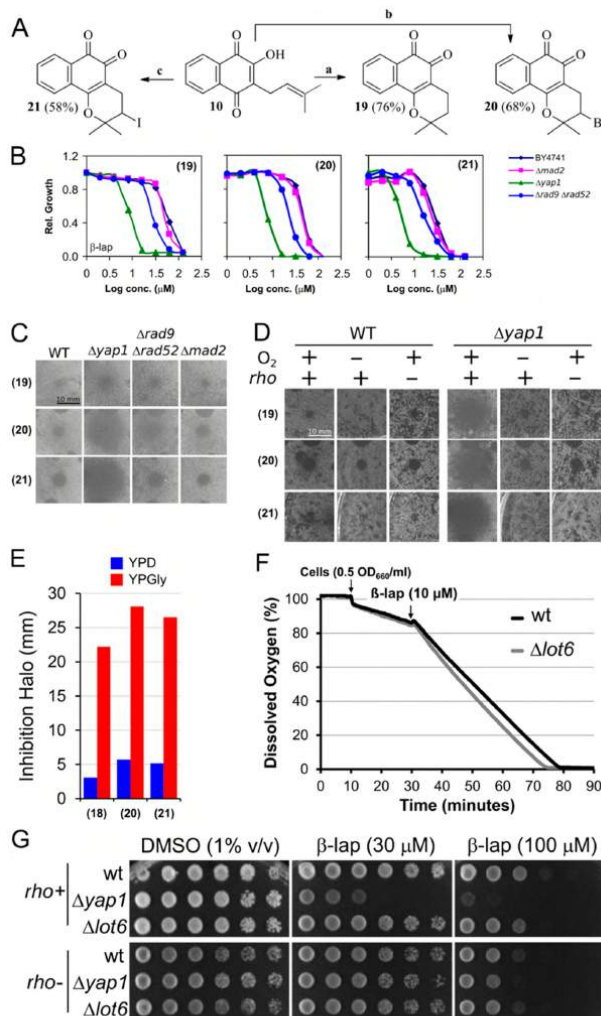 A
b
c
a
O
O
O
I
21 (58%)
O
OH
O
10
O
O
O
19 (76%)
O
O
O
B
20 (68%)
B
Rel. Growth
1.2
0.8
0.4
0.0
β-lap
(19)
(20)
(21)
BY4741
Δmad2
Δyap1
Δrad9 Δrad52
0 0.5 1 1.5 2 2.5
0 0.5 1 1.5 2 2.5
0 0.5 1 1.5 2 2.5
Log conc. (μM) Log conc. (μM) Log conc. (μM)
C
Δrad9
WT Δyap1 Δrad52 Δmad2
(19)
10 mm
(20)
(21)
D
WT Δyap1
O2 + − + + − +
rho + + − + + −
(19)
10 mm
(20)
(21)
E
YPD
YPGly
Inhibition Halo (mm)
30
25
20
15
10
5
0
(18) (20) (21)
F
Cells (0.5 OD660/ml)
ß-lap (10 μM)
wt
Δlot6
Dissolved Oxygen (%)
100
80
60
40
20
0
0 10 20 30 40 50 60 70 80 90
Time (minutes)
G
DMSO (1% v/v) β-lap (30 μM) β-lap (100 μM)
rho+
wt
Δyap1
Δlot6
rho-
wt
Δyap1
Δlot6